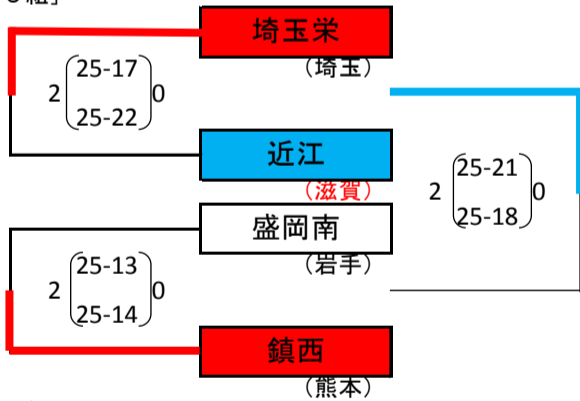 埼玉栄
(埼玉)
2 25-17 0
25-22
近江
(滋賀)
2 25-21 0
25-18
盛岡南
(岩手)
2 25-13 0
25-14
鎮西
(熊本)